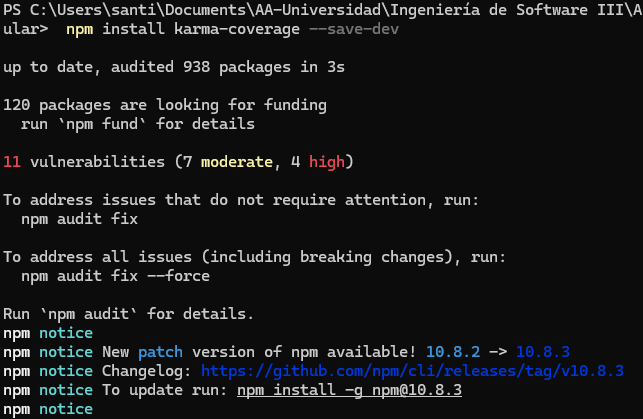 PS C:\Users\santi\Documents\AA-Universidad\Ingeniería de Software III\A
ular>  npm install karma-coverage --save-dev
up to date, audited 938 packages in 3s
120 packages are looking for funding
  run `npm fund` for details
11 vulnerabilities (7 moderate, 4 high)
To address issues that do not require attention, run:
  npm audit fix
To address all issues (including breaking changes), run:
  npm audit fix --force
Run `npm audit` for details.
npm notice
npm notice New patch version of npm available! 10.8.2 -> 10.8.3
npm notice Changelog: https://github.com/npm/cli/releases/tag/v10.8.3
npm notice To update run: npm install -g npm@10.8.3
npm notice